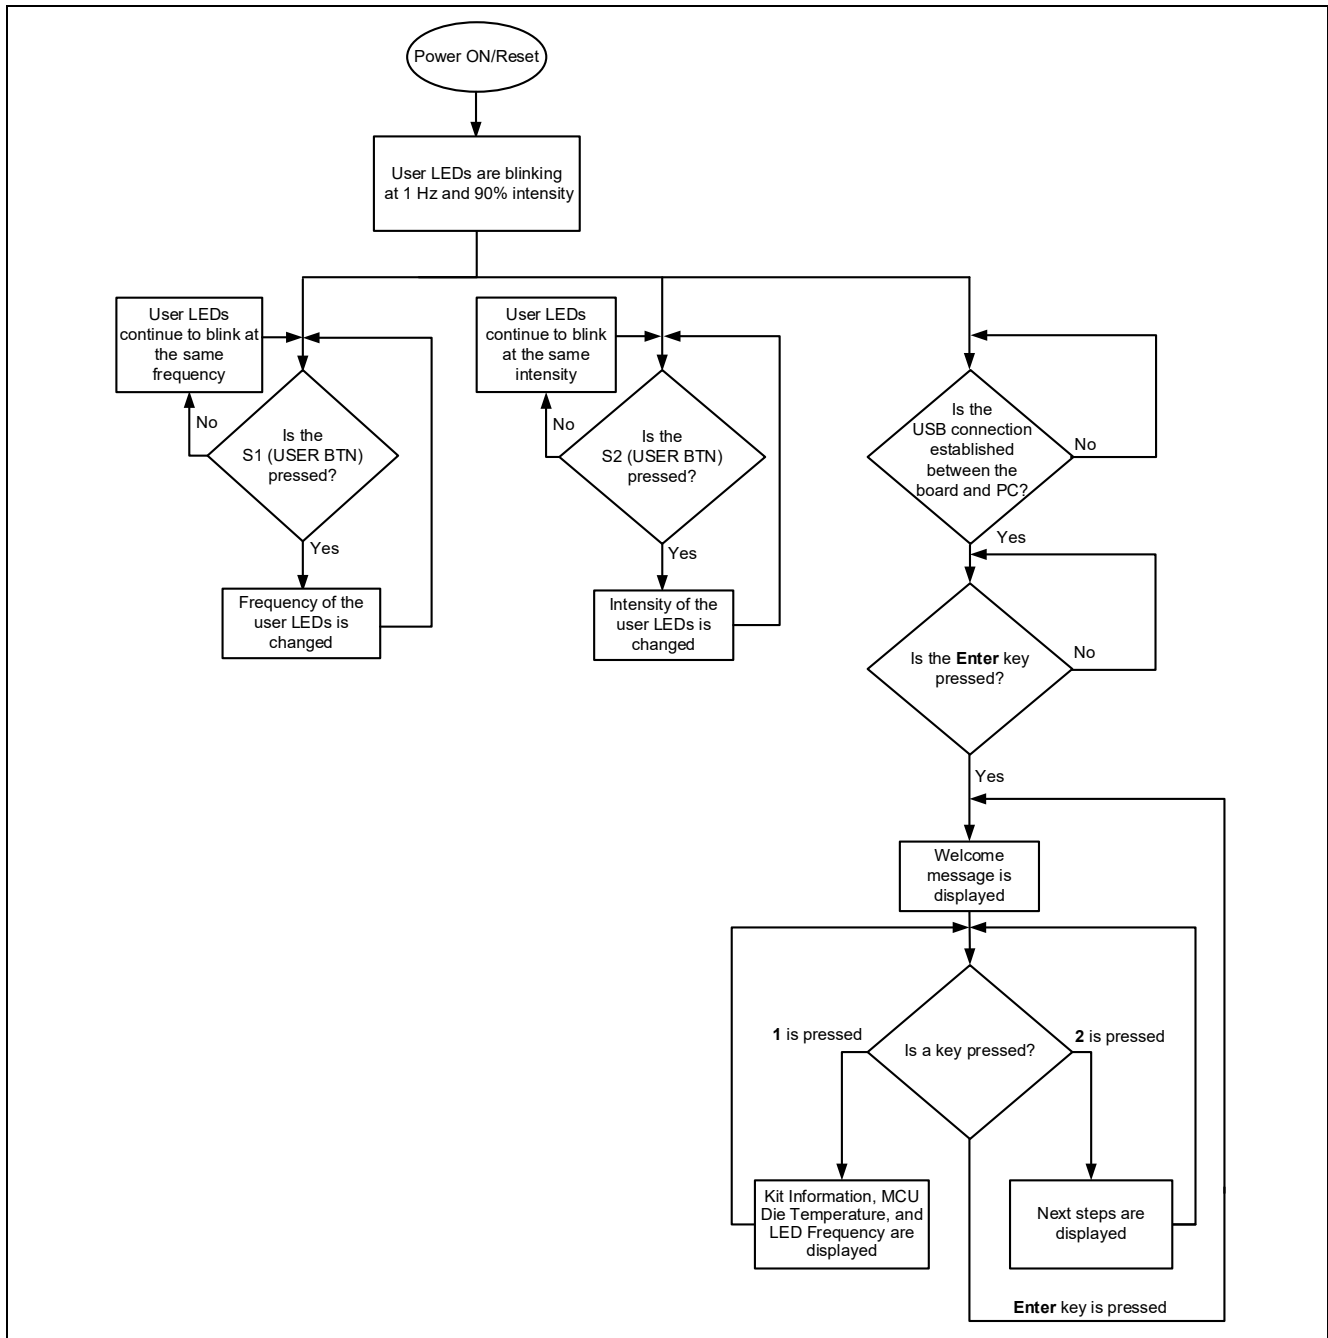 Power ON/Reset
User LEDs are blinking
at 1 Hz and 90% intensity
User LEDs
continue to blink at
the same
frequency
No
Is the
S1 (USER BTN)
pressed?
Yes
Frequency of the
user LEDs is
changed
User LEDs
continue to blink
at the same
intensity
No
Is the
S2 (USER BTN)
pressed?
Yes
Intensity of the
user LEDs is
changed
Is the
USB connection
established
between the
board and PC?
No
Yes
Is the Enter key
pressed?
No
Yes
Welcome
message is
displayed
1 is pressed
Is a key pressed?
2 is pressed
Kit Information, MCU
Die Temperature, and
LED Frequency are
displayed
Next steps are
displayed
Enter key is pressed